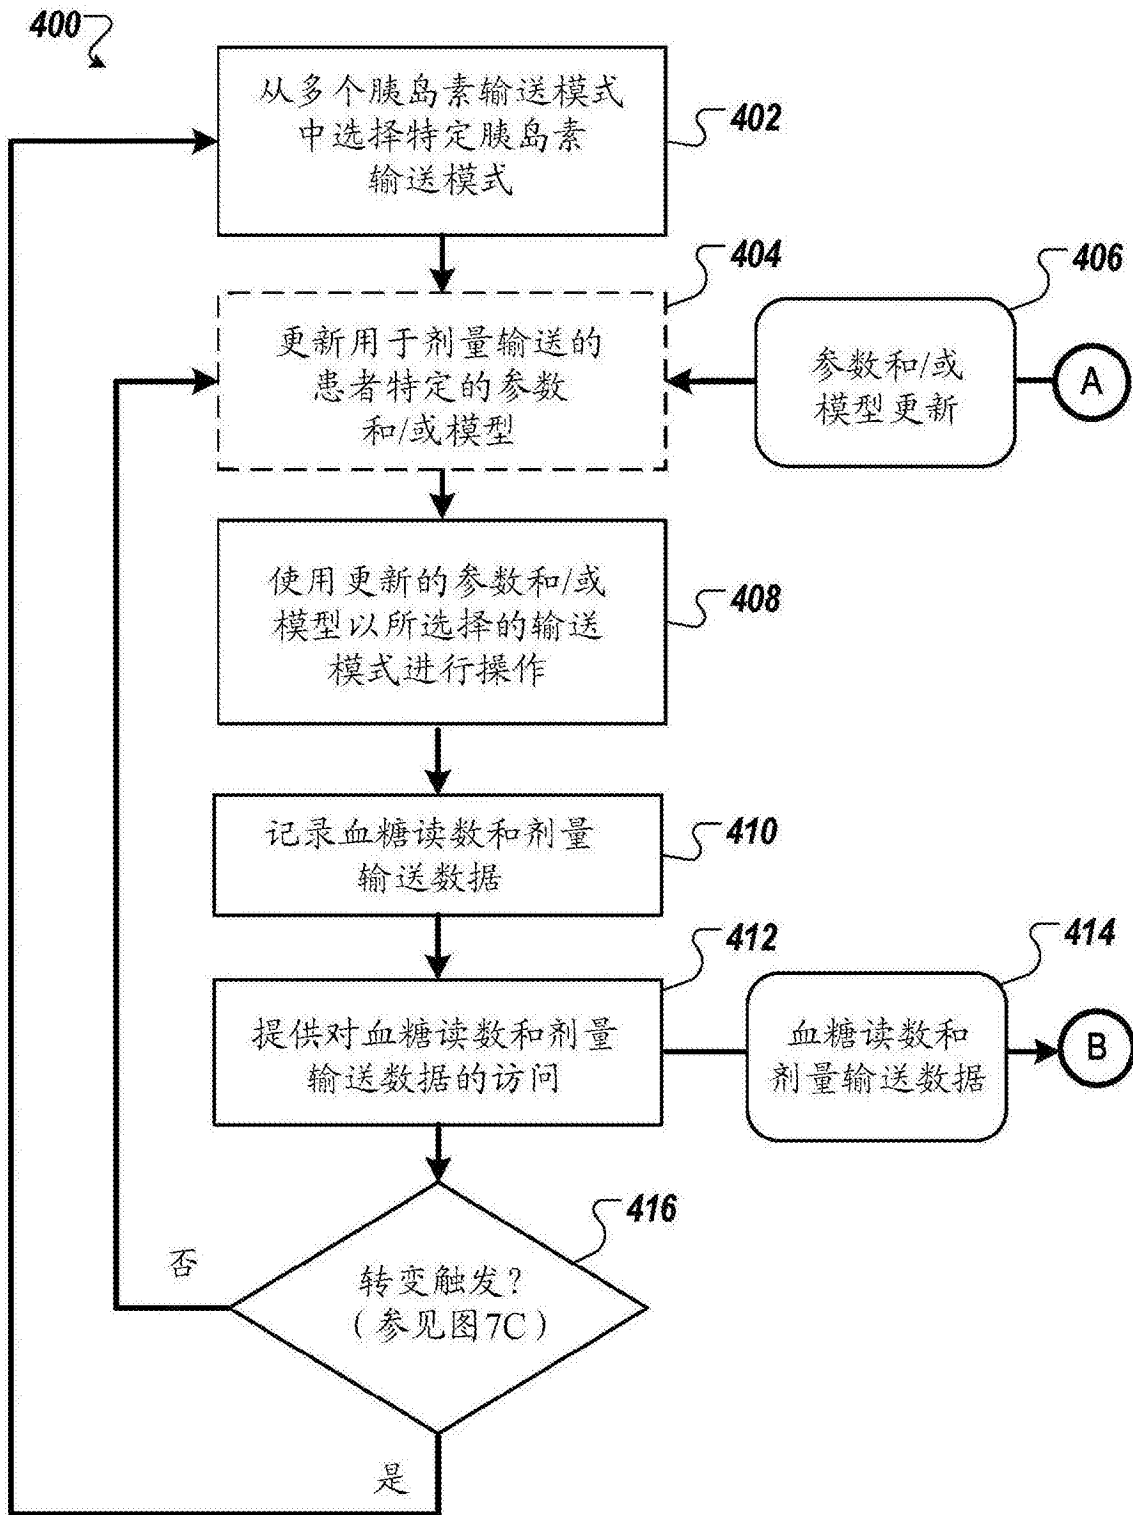 400
从多个胰岛素输送模式
中选择特定胰岛素
输送模式
402
404
更新用于剂量输送的
患者特定的参数
和/或模型
406
参数和/或
模型更新
A
使用更新的参数和/或
模型以所选择的输送
模式进行操作
408
记录血糖读数和剂量
输送数据
410
412
提供对血糖读数和剂量
输送数据的访问
414
血糖读数和
剂量输送数据
B
416
转变触发?
(参见图7C)
否
是